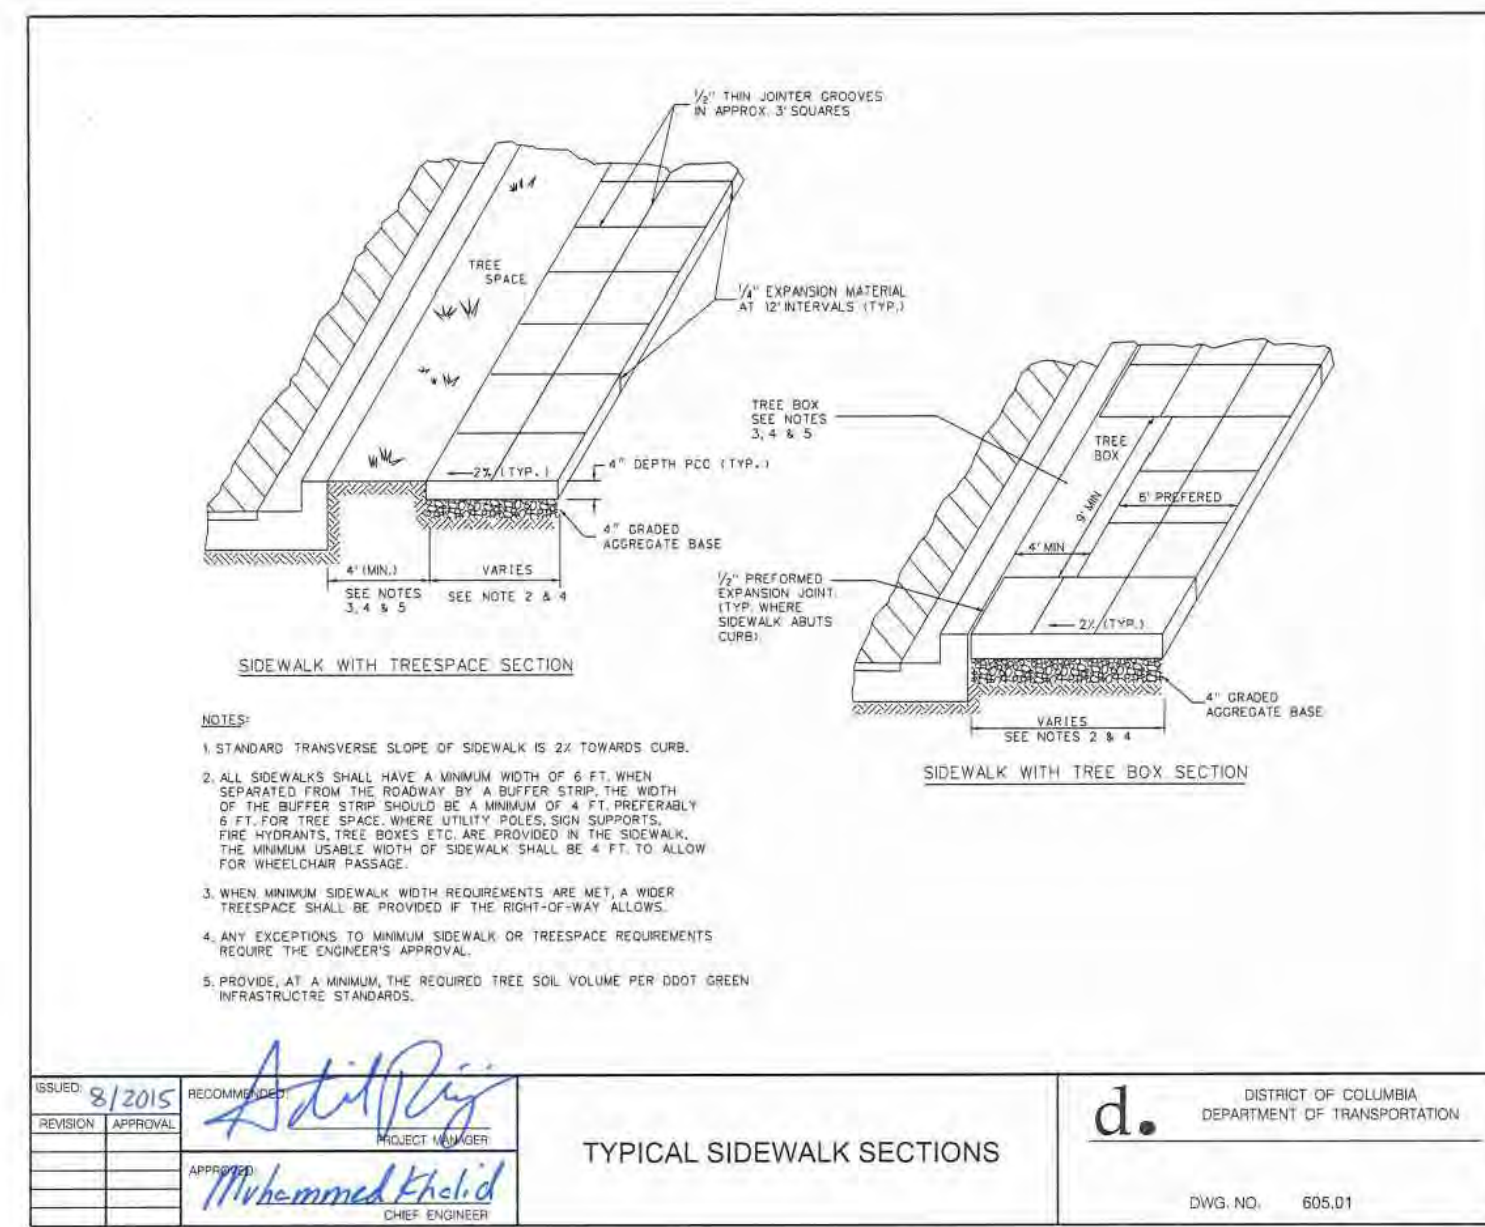 1/2" THIN JOINTER GROOVES
IN APPROX. 3' SQUARES
TREE
SPACE
1/4" EXPANSION MATERIAL
AT 12' INTERVALS (TYP.)
2% (TYP.)
4" DEPTH PCC (TYP.)
4" GRADED
AGGREGATE BASE
4' (MIN.)
SEE NOTES
3, 4 & 5
VARIES
SEE NOTE 2 & 4
SIDEWALK WITH TREESPACE SECTION
TREE BOX
SEE NOTES
3, 4 & 5
TREE
BOX
9' MIN
6' PREFERED
4' MIN
1/2" PREFORMED
EXPANSION JOINT.
(TYP. WHERE
SIDEWALK ABUTS
CURB)
2% (TYP.)
4" GRADED
AGGREGATE BASE
VARIES
SEE NOTES 2 & 4
SIDEWALK WITH TREE BOX SECTION
NOTES:
1. STANDARD TRANSVERSE SLOPE OF SIDEWALK IS 2% TOWARDS CURB.
2. ALL SIDEWALKS SHALL HAVE A MINIMUM WIDTH OF 6 FT. WHEN
SEPARATED FROM THE ROADWAY BY A BUFFER STRIP, THE WIDTH
OF THE BUFFER STRIP SHOULD BE A MINIMUM OF 4 FT. PREFERABLY
6 FT. FOR TREE SPACE. WHERE UTILITY POLES, SIGN SUPPORTS,
FIRE HYDRANTS, TREE BOXES ETC. ARE PROVIDED IN THE SIDEWALK,
THE MINIMUM USABLE WIDTH OF SIDEWALK SHALL BE 4 FT. TO ALLOW
FOR WHEELCHAIR PASSAGE.
3. WHEN MINIMUM SIDEWALK WIDTH REQUIREMENTS ARE MET, A WIDER
TREESPACE SHALL BE PROVIDED IF THE RIGHT-OF-WAY ALLOWS.
4. ANY EXCEPTIONS TO MINIMUM SIDEWALK OR TREESPACE REQUIREMENTS
REQUIRE THE ENGINEER'S APPROVAL.
5. PROVIDE, AT A MINIMUM, THE REQUIRED TREE SOIL VOLUME PER DDOT GREEN
INFRASTRUCTRE STANDARDS.
ISSUED: 8/2015
REVISION APPROVAL
RECOMMENDED:
PROJECT MANAGER
APPROVED:
Muhammed Khalid
CHIEF ENGINEER
TYPICAL SIDEWALK SECTIONS
d.
DISTRICT OF COLUMBIA
DEPARTMENT OF TRANSPORTATION
DWG. NO. 605.01